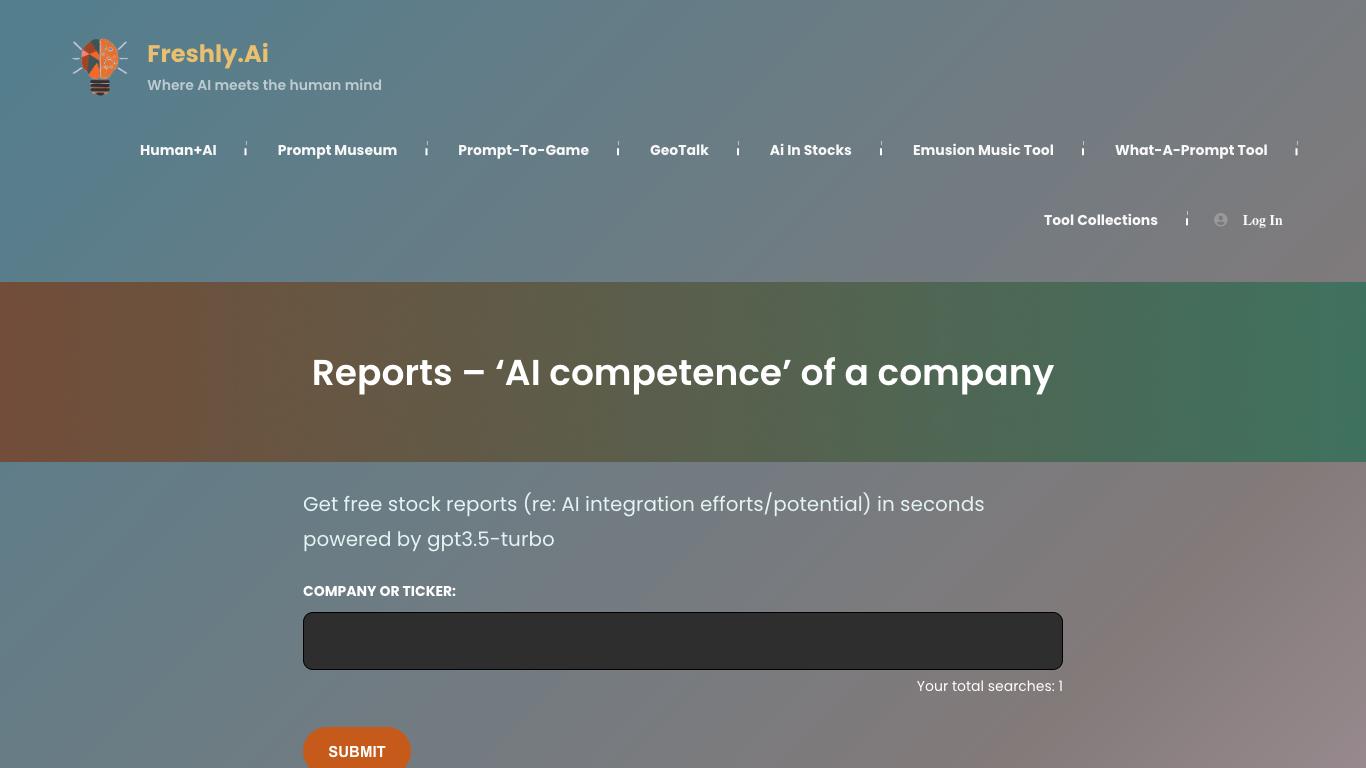 Freshly.Ai
Where AI meets the human mind
Human+AI Prompt Museum Prompt-To-Game GeoTalk Ai In Stocks Emusion Music Tool What-A-Prompt Tool
Tool Collections Log In
Reports – ‘AI competence’ of a company
Get free stock reports (re: AI integration efforts/potential) in seconds
powered by gpt3.5-turbo
COMPANY OR TICKER:
Your total searches: 1
SUBMIT